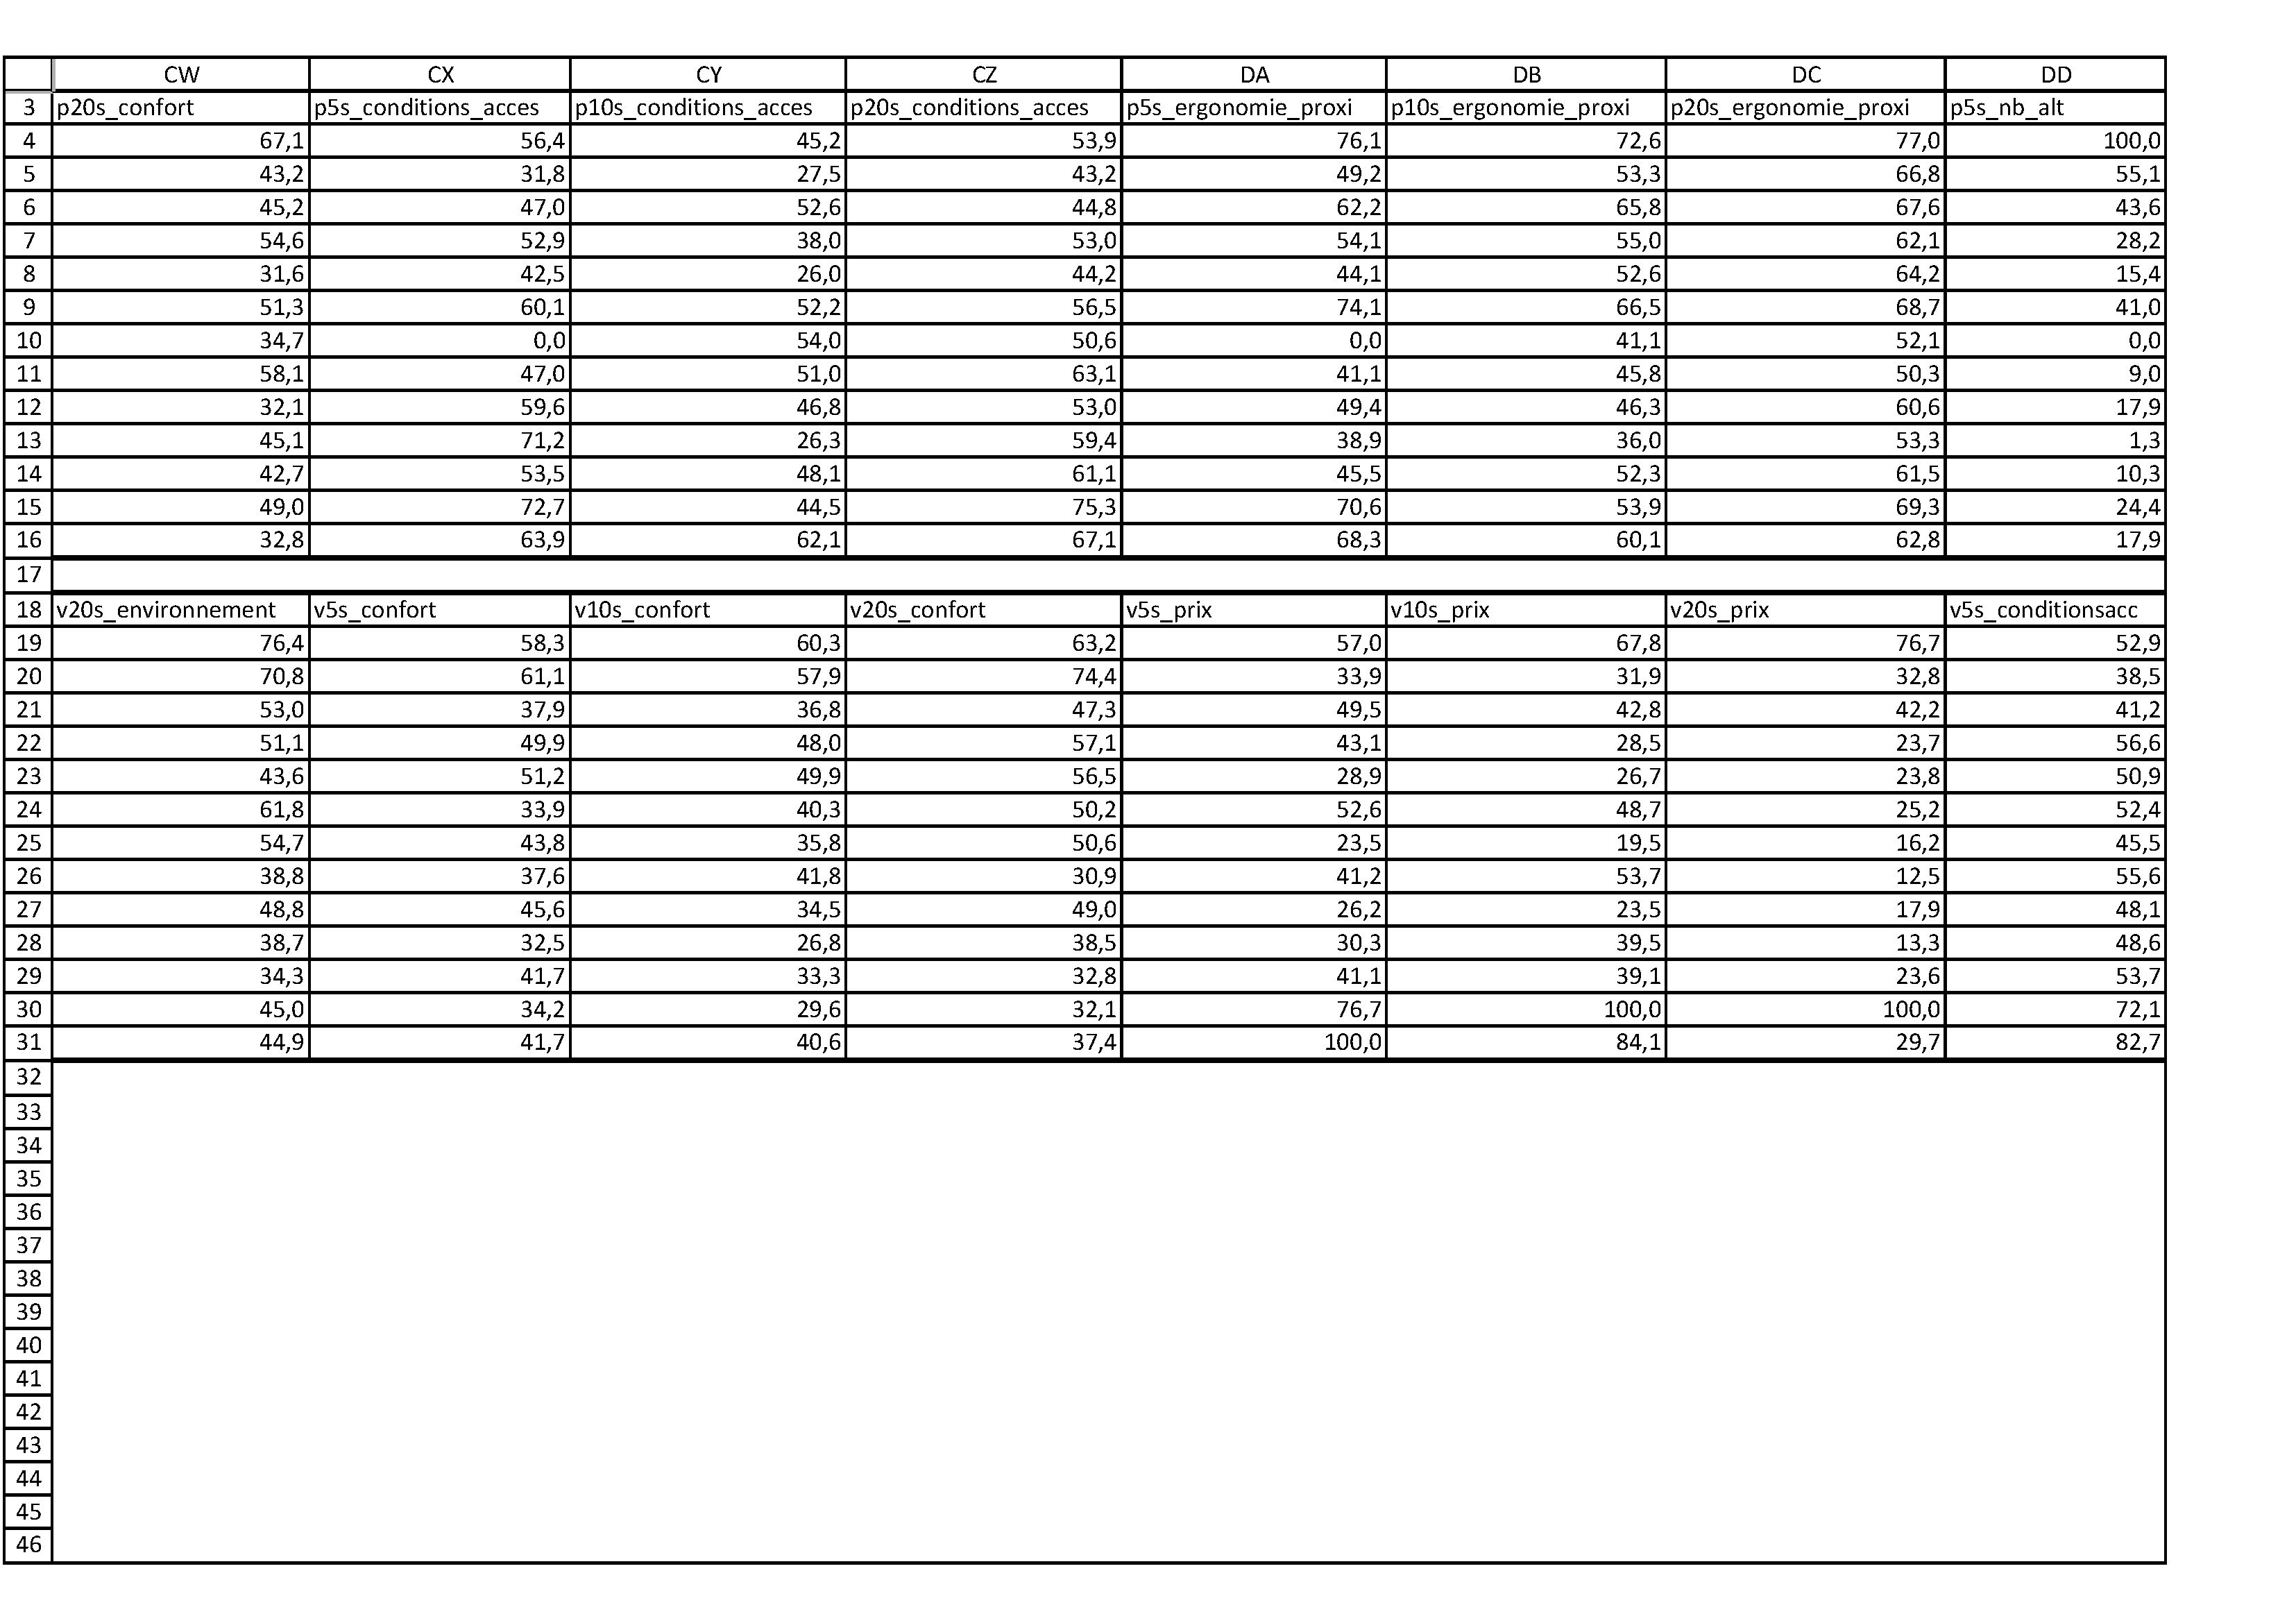 CW CX CY CZ DA DB DC DD
3 p20s_confort p5s_conditions_acces p10s_conditions_acces p20s_conditions_acces p5s_ergonomie_proxi p10s_ergonomie_proxi p20s_ergonomie_proxi p5s_nb_alt
4 67,1 56,4 45,2 53,9 76,1 72,6 77,0 100,0
5 43,2 31,8 27,5 43,2 49,2 53,3 66,8 55,1
6 45,2 47,0 52,6 44,8 62,2 65,8 67,6 43,6
7 54,6 52,9 38,0 53,0 54,1 55,0 62,1 28,2
8 31,6 42,5 26,0 44,2 44,1 52,6 64,2 15,4
9 51,3 60,1 52,2 56,5 74,1 66,5 68,7 41,0
10 34,7 0,0 54,0 50,6 0,0 41,1 52,1 0,0
11 58,1 47,0 51,0 63,1 41,1 45,8 50,3 9,0
12 32,1 59,6 46,8 53,0 49,4 46,3 60,6 17,9
13 45,1 71,2 26,3 59,4 38,9 36,0 53,3 1,3
14 42,7 53,5 48,1 61,1 45,5 52,3 61,5 10,3
15 49,0 72,7 44,5 75,3 70,6 53,9 69,3 24,4
16 32,8 63,9 62,1 67,1 68,3 60,1 62,8 17,9
17
18 v20s_environnement v5s_confort v10s_confort v20s_confort v5s_prix v10s_prix v20s_prix v5s_conditionsacc
19 76,4 58,3 60,3 63,2 57,0 67,8 76,7 52,9
20 70,8 61,1 57,9 74,4 33,9 31,9 32,8 38,5
21 53,0 37,9 36,8 47,3 49,5 42,8 42,2 41,2
22 51,1 49,9 48,0 57,1 43,1 28,5 23,7 56,6
23 43,6 51,2 49,9 56,5 28,9 26,7 23,8 50,9
24 61,8 33,9 40,3 50,2 52,6 48,7 25,2 52,4
25 54,7 43,8 35,8 50,6 23,5 19,5 16,2 45,5
26 38,8 37,6 41,8 30,9 41,2 53,7 12,5 55,6
27 48,8 45,6 34,5 49,0 26,2 23,5 17,9 48,1
28 38,7 32,5 26,8 38,5 30,3 39,5 13,3 48,6
29 34,3 41,7 33,3 32,8 41,1 39,1 23,6 53,7
30 45,0 34,2 29,6 32,1 76,7 100,0 100,0 72,1
31 44,9 41,7 40,6 37,4 100,0 84,1 29,7 82,7
32
33
34
35
36
37
38
39
40
41
42
43
44
45
46